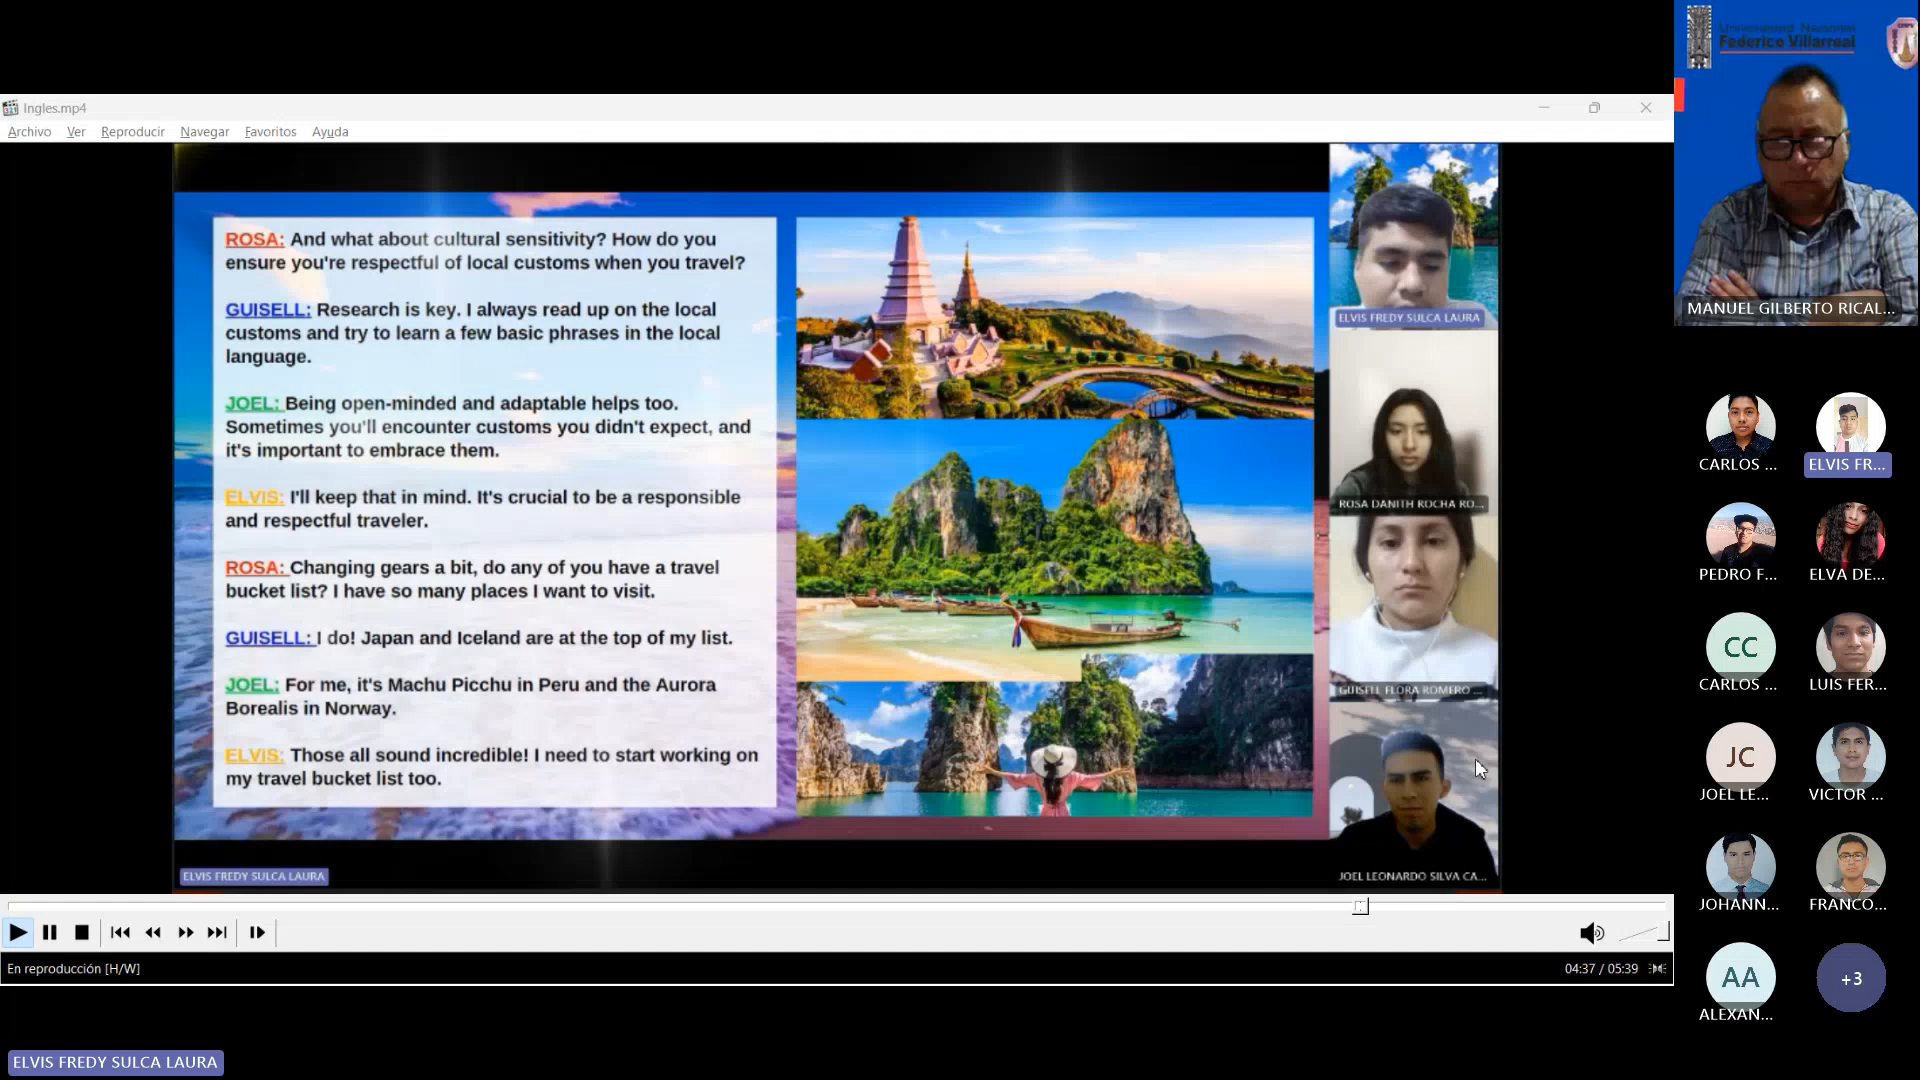 Universidad Nacional
Federico Villarreal
Ingles.mp4
Archivo Ver Reproducir Navegar Favoritos Ayuda
ROSA: And what about cultural sensitivity? How do you
ensure you're respectful of local customs when you travel?
GUISELL: Research is key. I always read up on the local
customs and try to learn a few basic phrases in the local
language.
JOEL: Being open-minded and adaptable helps too.
Sometimes you'll encounter customs you didn't expect, and
it's important to embrace them.
ELVIS: I'll keep that in mind. It's crucial to be a responsible
and respectful traveler.
ROSA: Changing gears a bit, do any of you have a travel
bucket list? I have so many places I want to visit.
GUISELL: I do! Japan and Iceland are at the top of my list.
JOEL: For me, it's Machu Picchu in Peru and the Aurora
Borealis in Norway.
ELVIS: Those all sound incredible! I need to start working on
my travel bucket list too.
ELVIS FREDY SULCA LAURA
ELVIS FREDY SULCA LAURA
ROSA DANITH ROCHA RO...
GUISELL FLORA ROMERO ...
JOEL LEONARDO SILVA CA...
En reproducción [H/W]
04:37 / 05:39
ELVIS FREDY SULCA LAURA
MANUEL GILBERTO RICAL...
CARLOS ...
ELVIS FR...
PEDRO F...
ELVA DE...
CC
CARLOS ...
LUIS FER...
JC
JOEL LE...
VICTOR ...
JOHANN...
FRANCO...
AA
ALEXAN...
+3